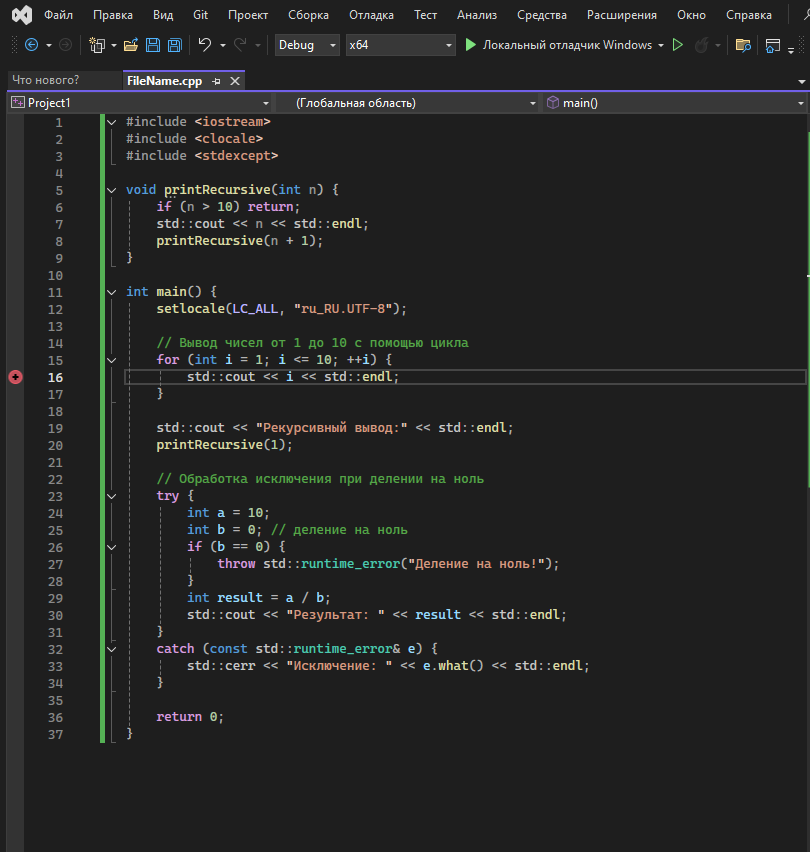 Файл Правка Вид Git Проект Сборка Отладка Тест Анализ Средства Расширения Окно Справка
Debug x64 Локальный отладчик Windows
Что нового? FileName.cpp
Project1 (Глобальная область) main()
1 #include <iostream>
2 #include <clocale>
3 #include <stdexcept>
4
5 void printRecursive(int n) {
6 if (n > 10) return;
7 std::cout << n << std::endl;
8 printRecursive(n + 1);
9 }
10
11 int main() {
12 setlocale(LC_ALL, "ru_RU.UTF-8");
13
14 // Вывод чисел от 1 до 10 с помощью цикла
15 for (int i = 1; i <= 10; ++i) {
16 std::cout << i << std::endl;
17 }
18
19 std::cout << "Рекурсивный вывод:" << std::endl;
20 printRecursive(1);
21
22 // Обработка исключения при делении на ноль
23 try {
24 int a = 10;
25 int b = 0; // деление на ноль
26 if (b == 0) {
27 throw std::runtime_error("Деление на ноль!");
28 }
29 int result = a / b;
30 std::cout << "Результат: " << result << std::endl;
31 }
32 catch (const std::runtime_error& e) {
33 std::cerr << "Исключение: " << e.what() << std::endl;
34 }
35
36 return 0;
37 }